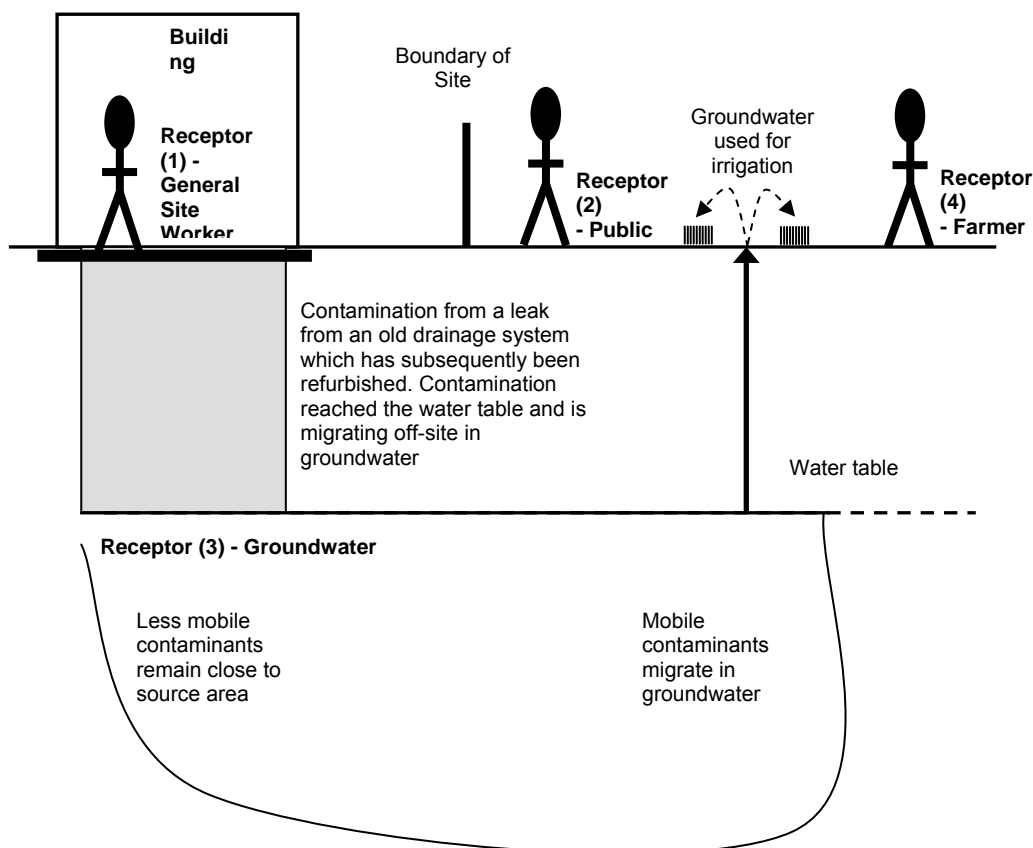 Buildi
ng
Receptor
(1) -
General
Site
Worker
Boundary of
Site
Receptor
(2)
- Public
Groundwater
used for
irrigation
Receptor
(4)
- Farmer
Contamination from a leak
from an old drainage system
which has subsequently been
refurbished. Contamination
reached the water table and is
migrating off-site in
groundwater
Water table
Receptor (3) - Groundwater
Less mobile
contaminants
remain close to
source area
Mobile
contaminants
migrate in
groundwater